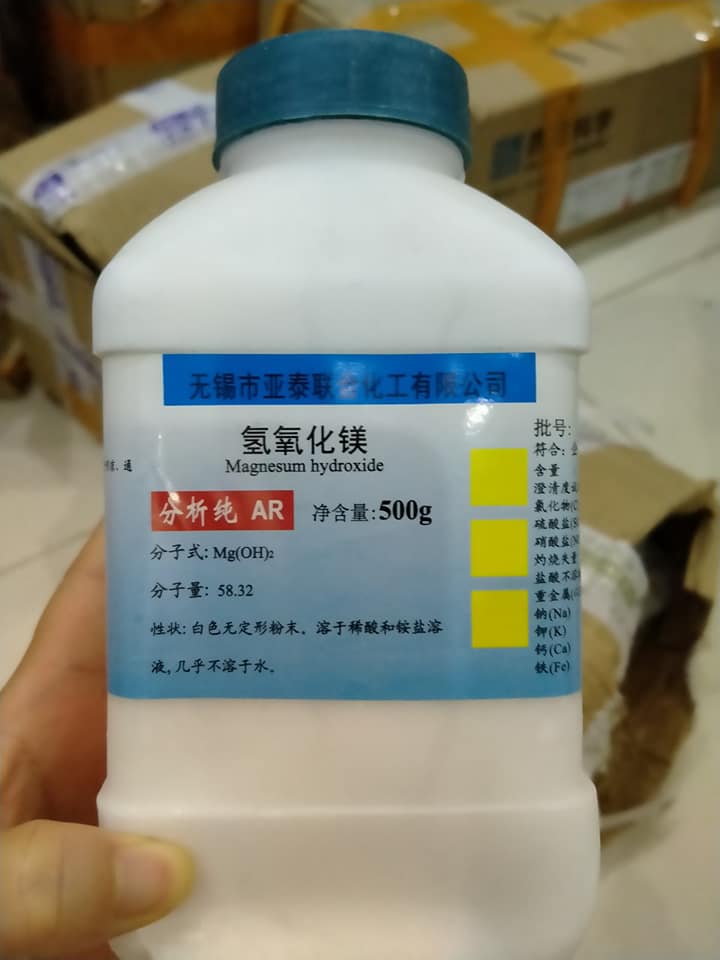 无锡市亚泰联合化工有限公司
氢氧化镁
Magnesum hydroxide
分析纯 AR
净含量: 500g
分子式: Mg(OH)₂
分子量: 58.32
性状: 白色无定形粉末。溶于稀酸和铵盐溶
液, 几乎不溶于水。
、通
批号:
符合:
含量
澄清度
氯化物
硫酸盐
硝酸盐
灼烧失量
盐酸不
重金属
钠(Na)
钾(K)
钙(Ca)
铁(Fe)